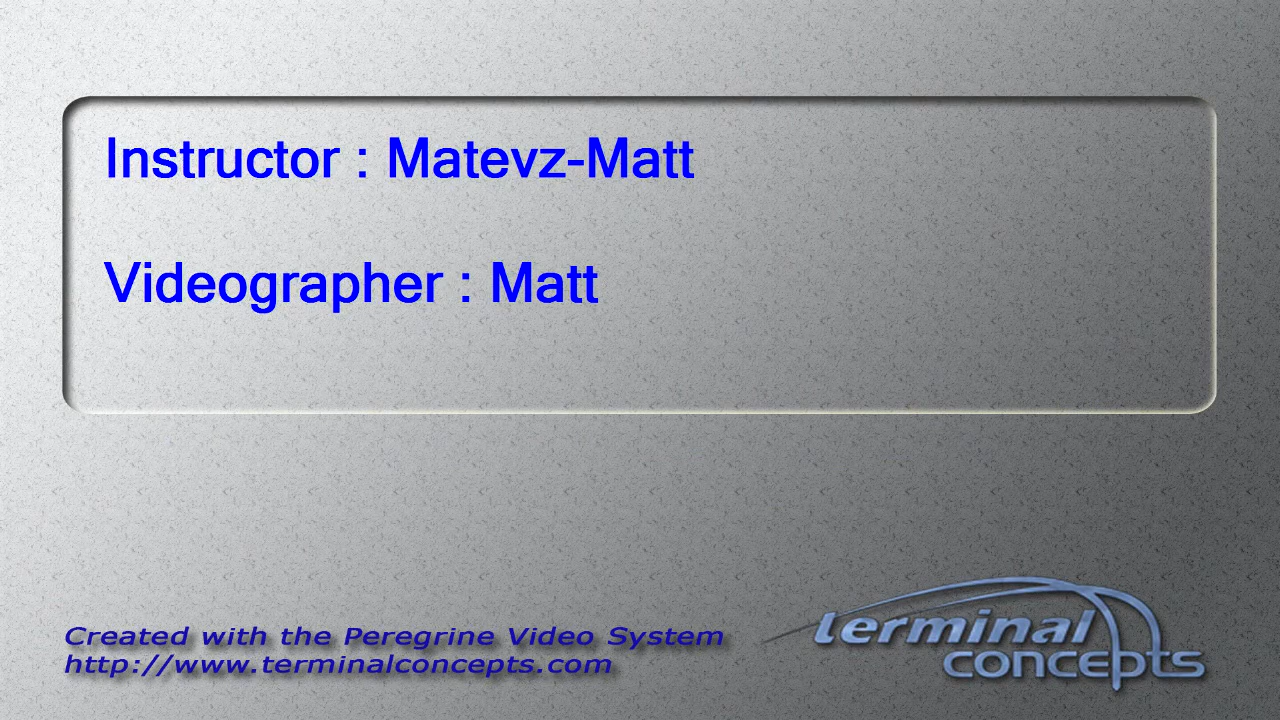 Instructor : Matevz-Matt
Videographer : Matt
Created with the Peregrine Video System
http://www.terminalconcepts.com
terminal
concepts